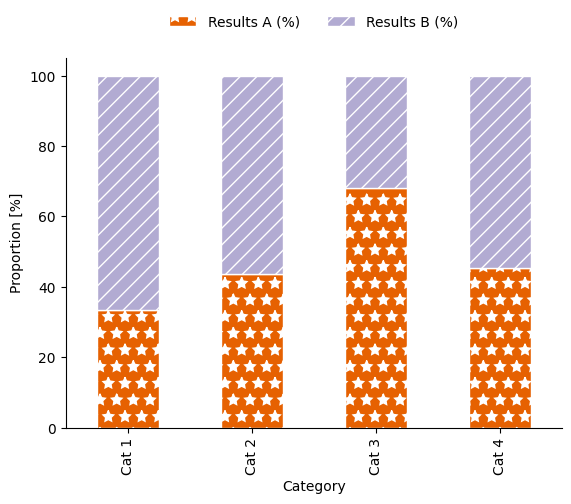 Results A (%) Results B (%)
Proportion [%]
100
80
60
40
20
0
Cat 1 Cat 2 Cat 3 Cat 4
Category